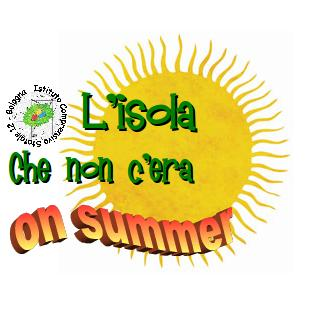 Istituto Comprensivo Statale 12 - Bologna
L'isola
Che non c'era
on summer